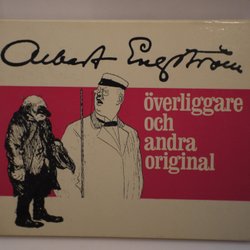 Albert Engström
överliggare
och
andra
original